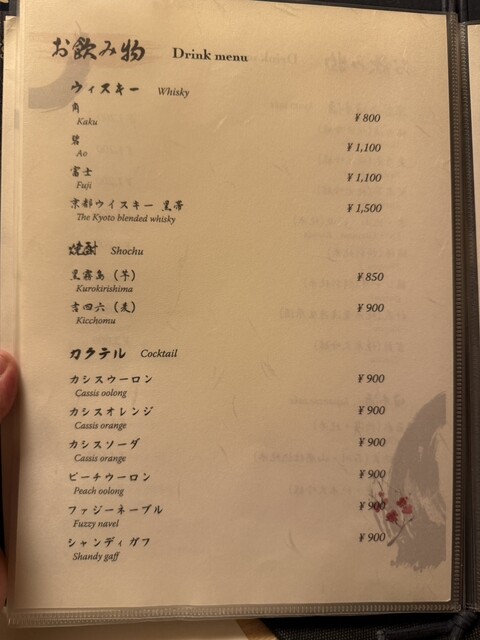 お飲み物 Drink menu
ウィスキー Whisky
角 ¥ 800
Kaku
碧 ¥ 1,100
Ao
富士 ¥ 1,100
Fuji
京都ウイスキー 黒帯 ¥ 1,500
The Kyoto blended whisky
焼酎 Shochu
黒霧島（芋） ¥ 850
Kurokirishima
吉四六（麦） ¥ 900
Kicchomu
カクテル Cocktail
カシスウーロン ¥ 900
Cassis oolong
カシスオレンジ ¥ 900
Cassis orange
カシスソーダ ¥ 900
Cassis orange
ピーチウーロン ¥ 900
Peach oolong
ファジーネーブル ¥ 900
Fuzzy navel
シャンディガフ ¥ 900
Shandy gaff